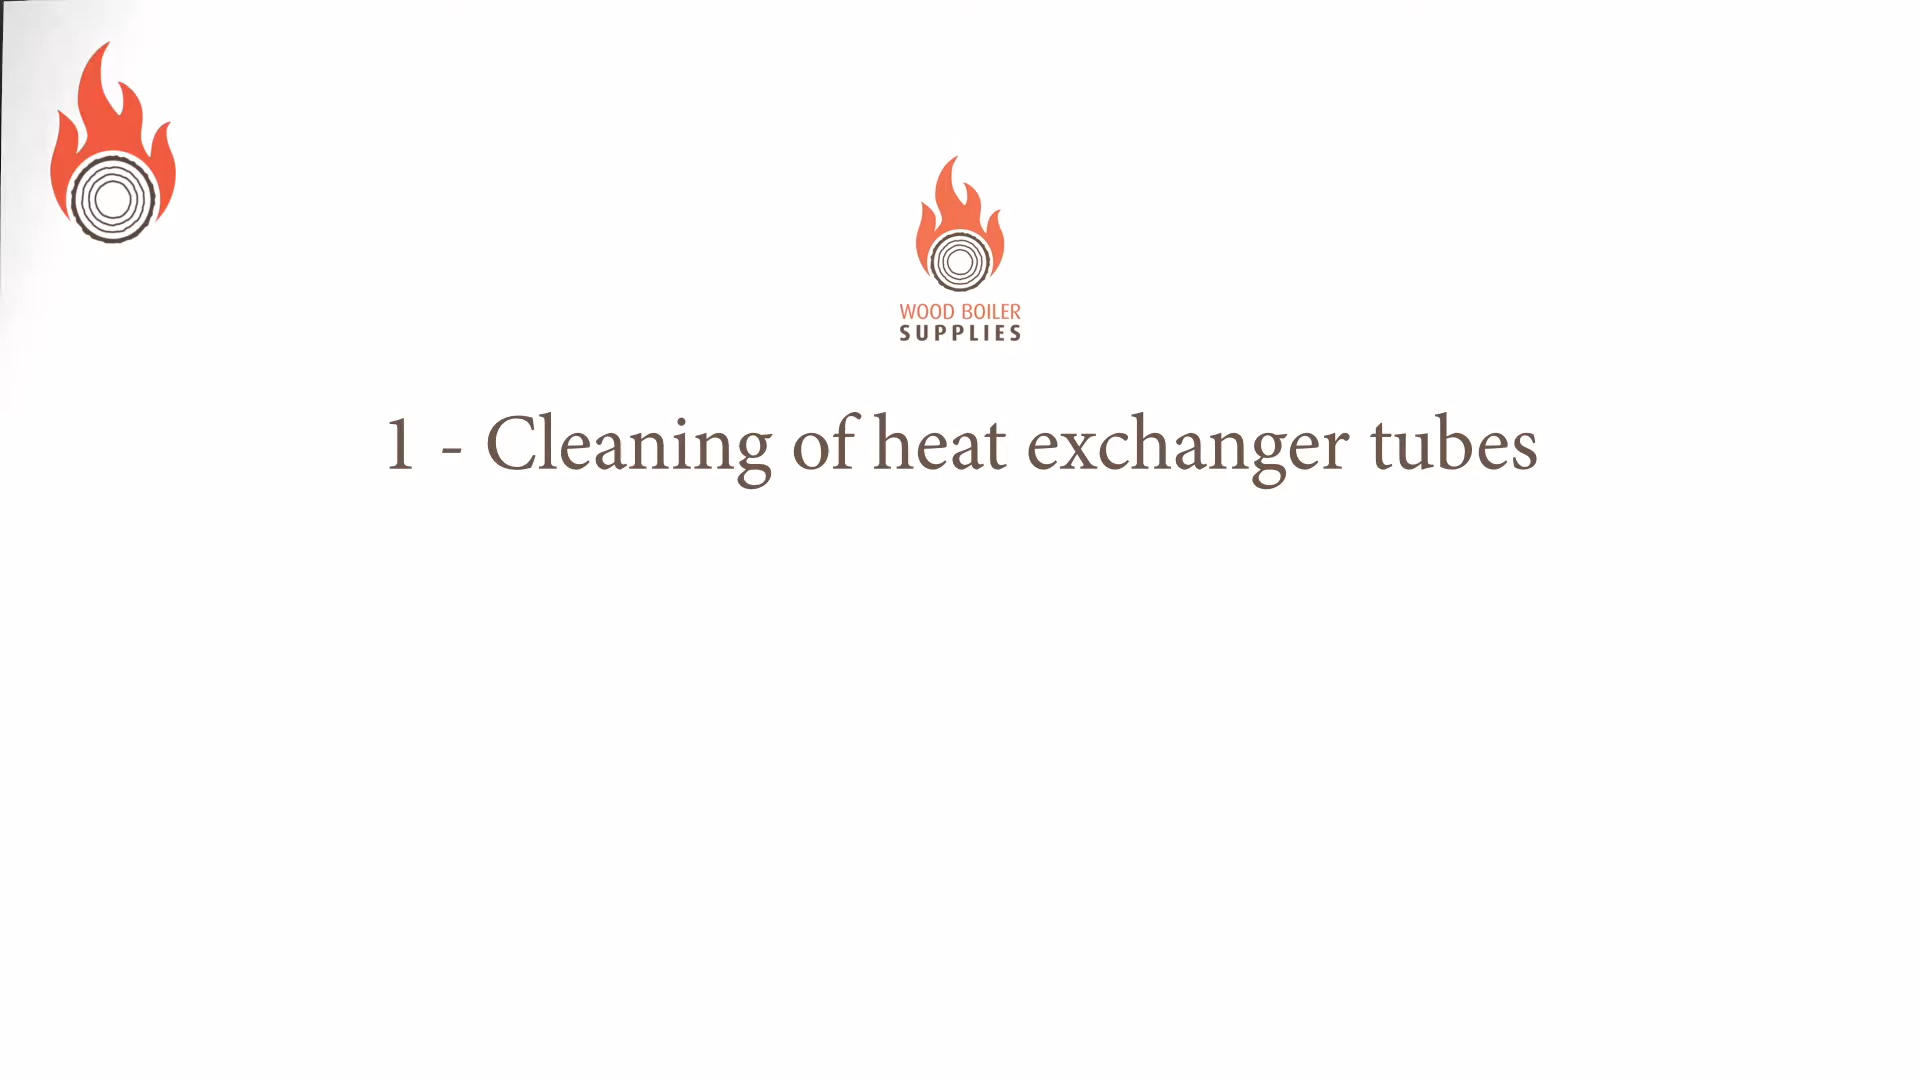 WOOD BOILER
SUPPLIES
1 - Cleaning of heat exchanger tubes